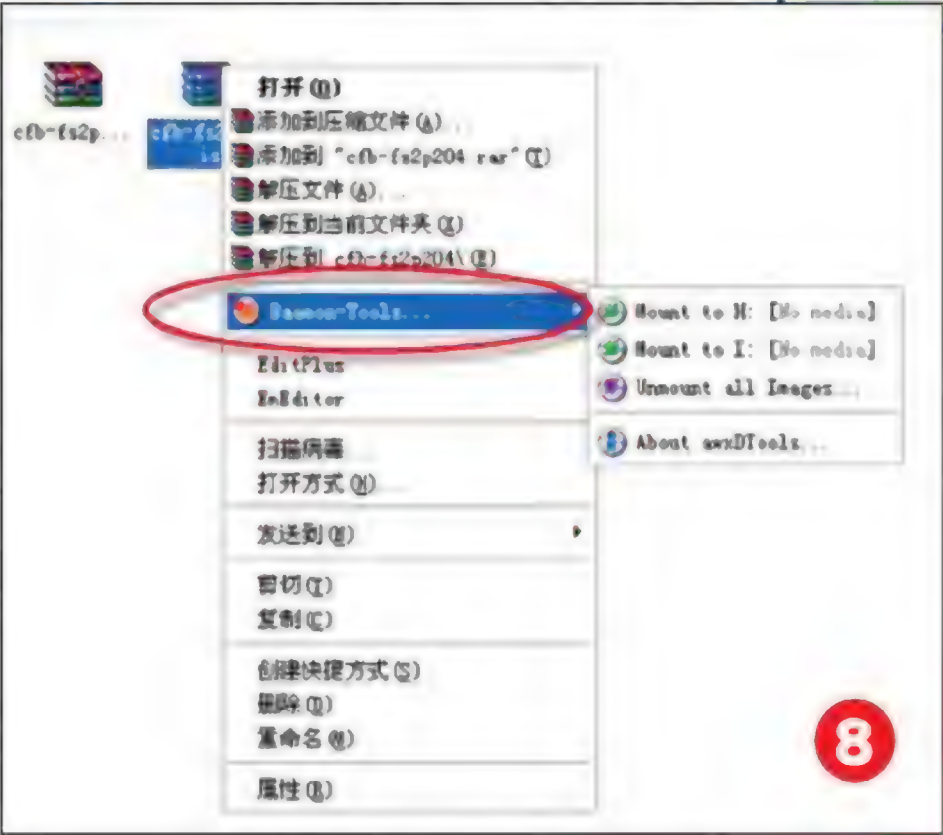 cfb-fs2p...
cfb-fs2
is
打开(O)
添加到压缩文件(A)...
添加到 "cfb-fs2p204 rar"(T)
解压文件(A)...
解压到当前文件夹(X)
解压到 cfb-fs2p204\(E)
Daemon-Tools...
Mount to H: [No media]
Mount to I: [No media]
Unmount all Images...
About awxDTools...
EditPlus
EmEditor
扫描病毒
打开方式(H)
发送到(N)
剪切(T)
复制(C)
创建快捷方式(S)
删除(D)
重命名(M)
属性(R)
8